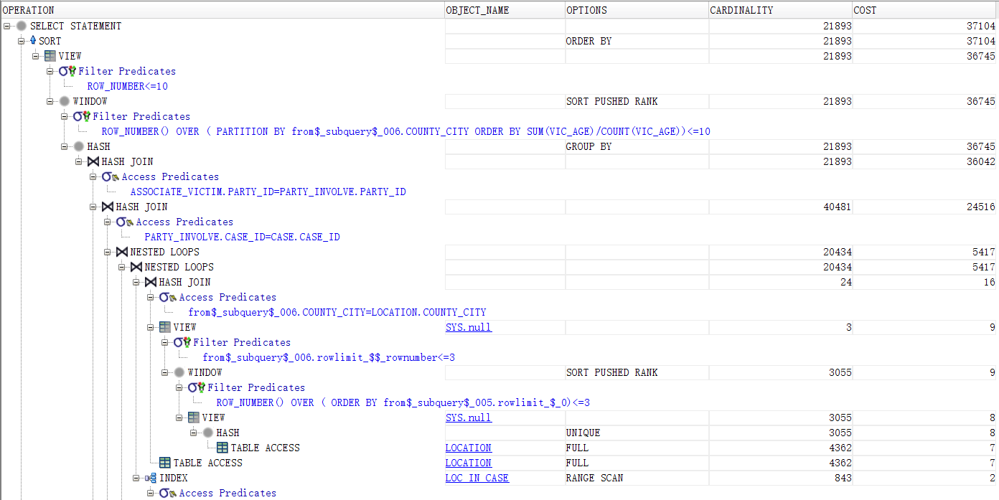 OPERATION OBJECT_NAME OPTIONS CARDINALITY COST
SELECT STATEMENT 21893 37104
SORT ORDER BY 21893 37104
VIEW 21893 36745
Filter Predicates
ROW_NUMBER<=10
WINDOW SORT PUSHED RANK 21893 36745
Filter Predicates
ROW_NUMBER() OVER ( PARTITION BY from$_subquery$_006.COUNTY_CITY ORDER BY SUM(VIC_AGE)/COUNT(VIC_AGE))<=10
HASH GROUP BY 21893 36745
HASH JOIN 21893 36042
Access Predicates
ASSOCIATE_VICTIM.PARTY_ID=PARTY_INVOLVE.PARTY_ID
HASH JOIN 40481 24516
Access Predicates
PARTY_INVOLVE.CASE_ID=CASE.CASE_ID
NESTED LOOPS 20434 5417
NESTED LOOPS 20434 5417
HASH JOIN 24 16
Access Predicates
from$_subquery$_006.COUNTY_CITY=LOCATION.COUNTY_CITY
VIEW SYS.null 3 9
Filter Predicates
from$_subquery$_006.rowlimit_$$_rownumber<=3
WINDOW SORT PUSHED RANK 3055 9
Filter Predicates
ROW_NUMBER() OVER ( ORDER BY from$_subquery$_005.rowlimit_$_0)<=3
VIEW SYS.null 3055 8
HASH UNIQUE 3055 8
TABLE ACCESS LOCATION FULL 4362 7
TABLE ACCESS LOCATION FULL 4362 7
INDEX LOC_IN_CASE RANGE SCAN 843 2
Access Predicates